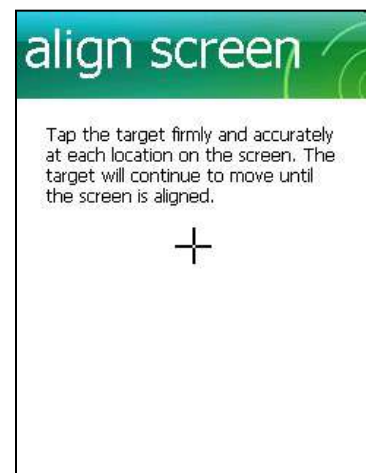 align screen
Tap the target firmly and accurately
at each location on the screen. The
target will continue to move until
the screen is aligned.